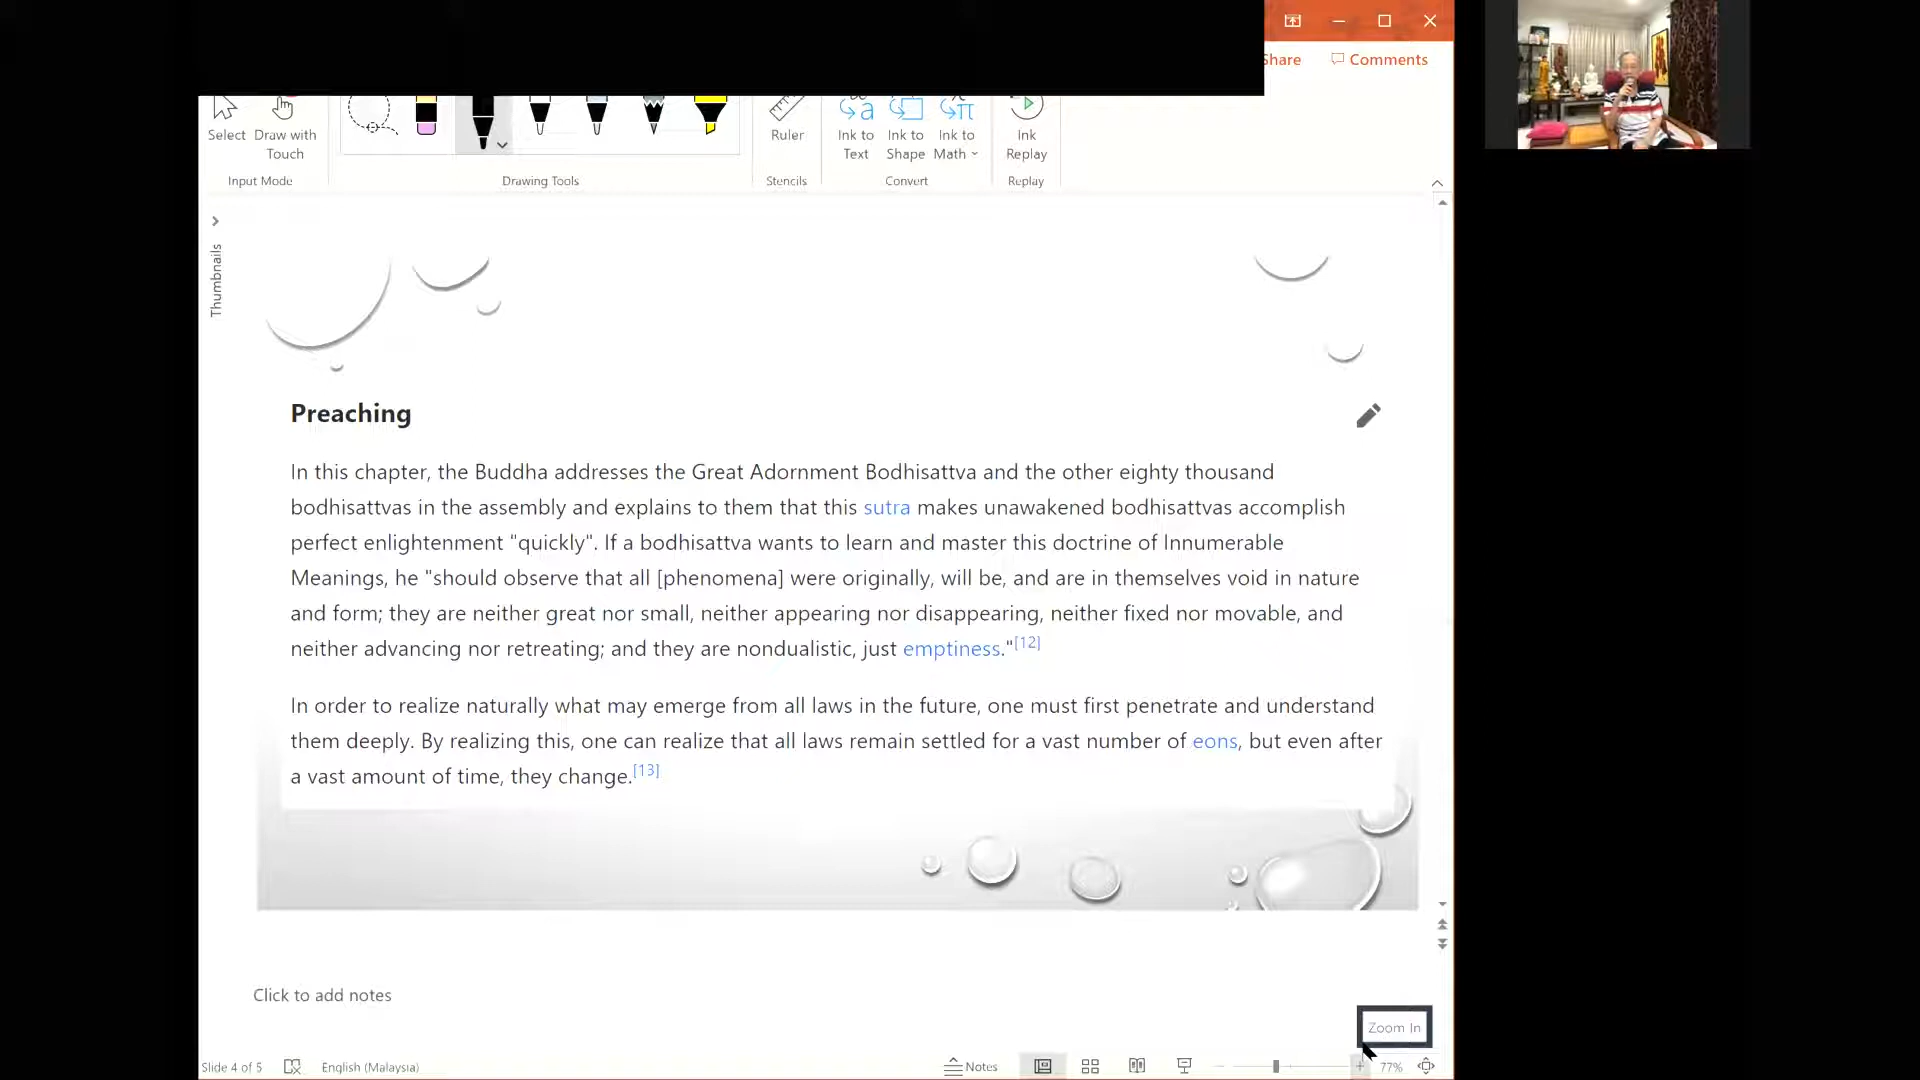 Share
Comments
Select
Draw with
Touch
Ruler
Ink to
Text
Ink to
Shape
Ink to
Math
Ink
Replay
Input Mode
Drawing Tools
Stencils
Convert
Replay
Thumbnails
Preaching
In this chapter, the Buddha addresses the Great Adornment Bodhisattva and the other eighty thousand
bodhisattvas in the assembly and explains to them that this sutra makes unawakened bodhisattvas accomplish
perfect enlightenment "quickly". If a bodhisattva wants to learn and master this doctrine of Innumerable
Meanings, he "should observe that all [phenomena] were originally, will be, and are in themselves void in nature
and form; they are neither great nor small, neither appearing nor disappearing, neither fixed nor movable, and
neither advancing nor retreating; and they are nondualistic, just emptiness."[12]
In order to realize naturally what may emerge from all laws in the future, one must first penetrate and understand
them deeply. By realizing this, one can realize that all laws remain settled for a vast number of eons, but even after
a vast amount of time, they change.[13]
Click to add notes
Zoom In
Slide 4 of 5
English (Malaysia)
Notes
77%